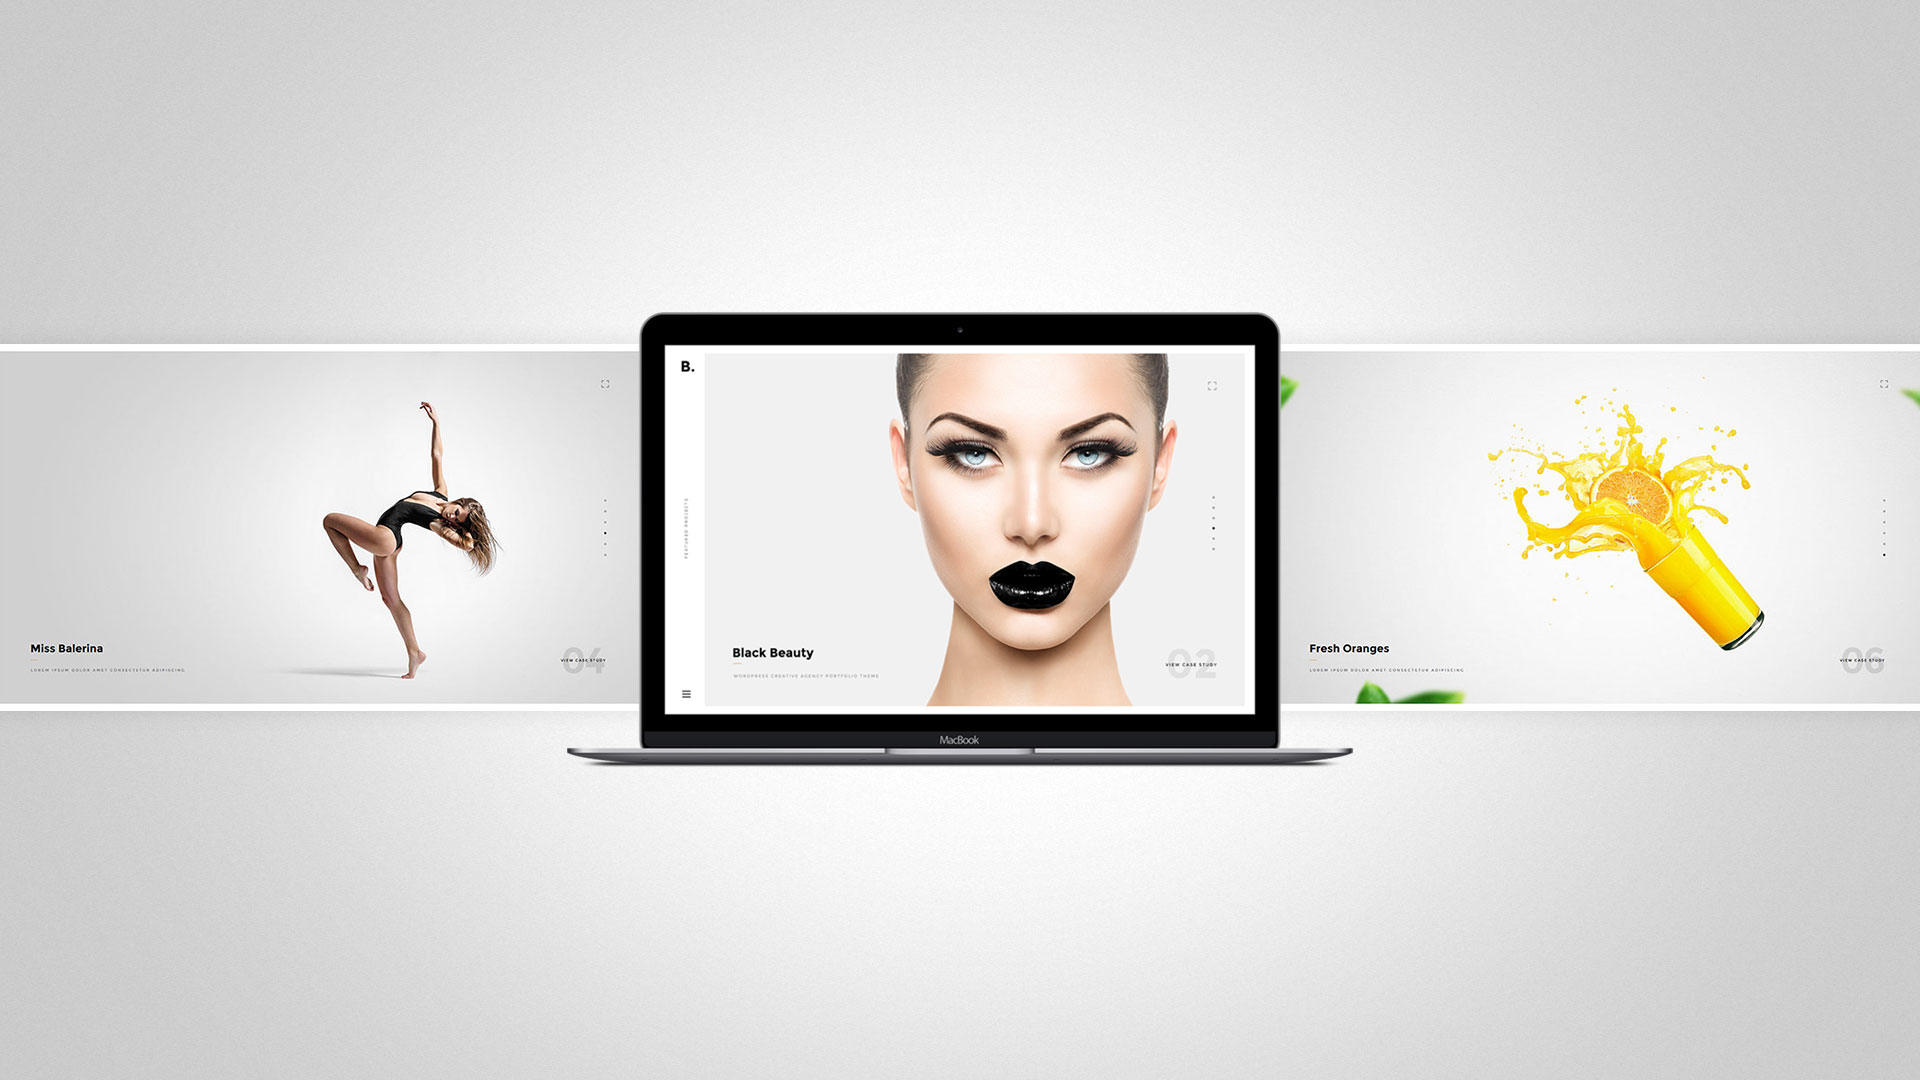 Miss Balerina
LOREM IPSUM DOLOR AMET CONSECTETUR ADIPISCING
04
VIEW CASE STUDY
B.
FEATURED PROJECTS
Black Beauty
WORDPRESS CREATIVE AGENCY PORTFOLIO THEME
02
VIEW CASE STUDY
MacBook
Fresh Oranges
LOREM IPSUM DOLOR AMET CONSECTETUR ADIPISCING
06
VIEW CASE STUDY